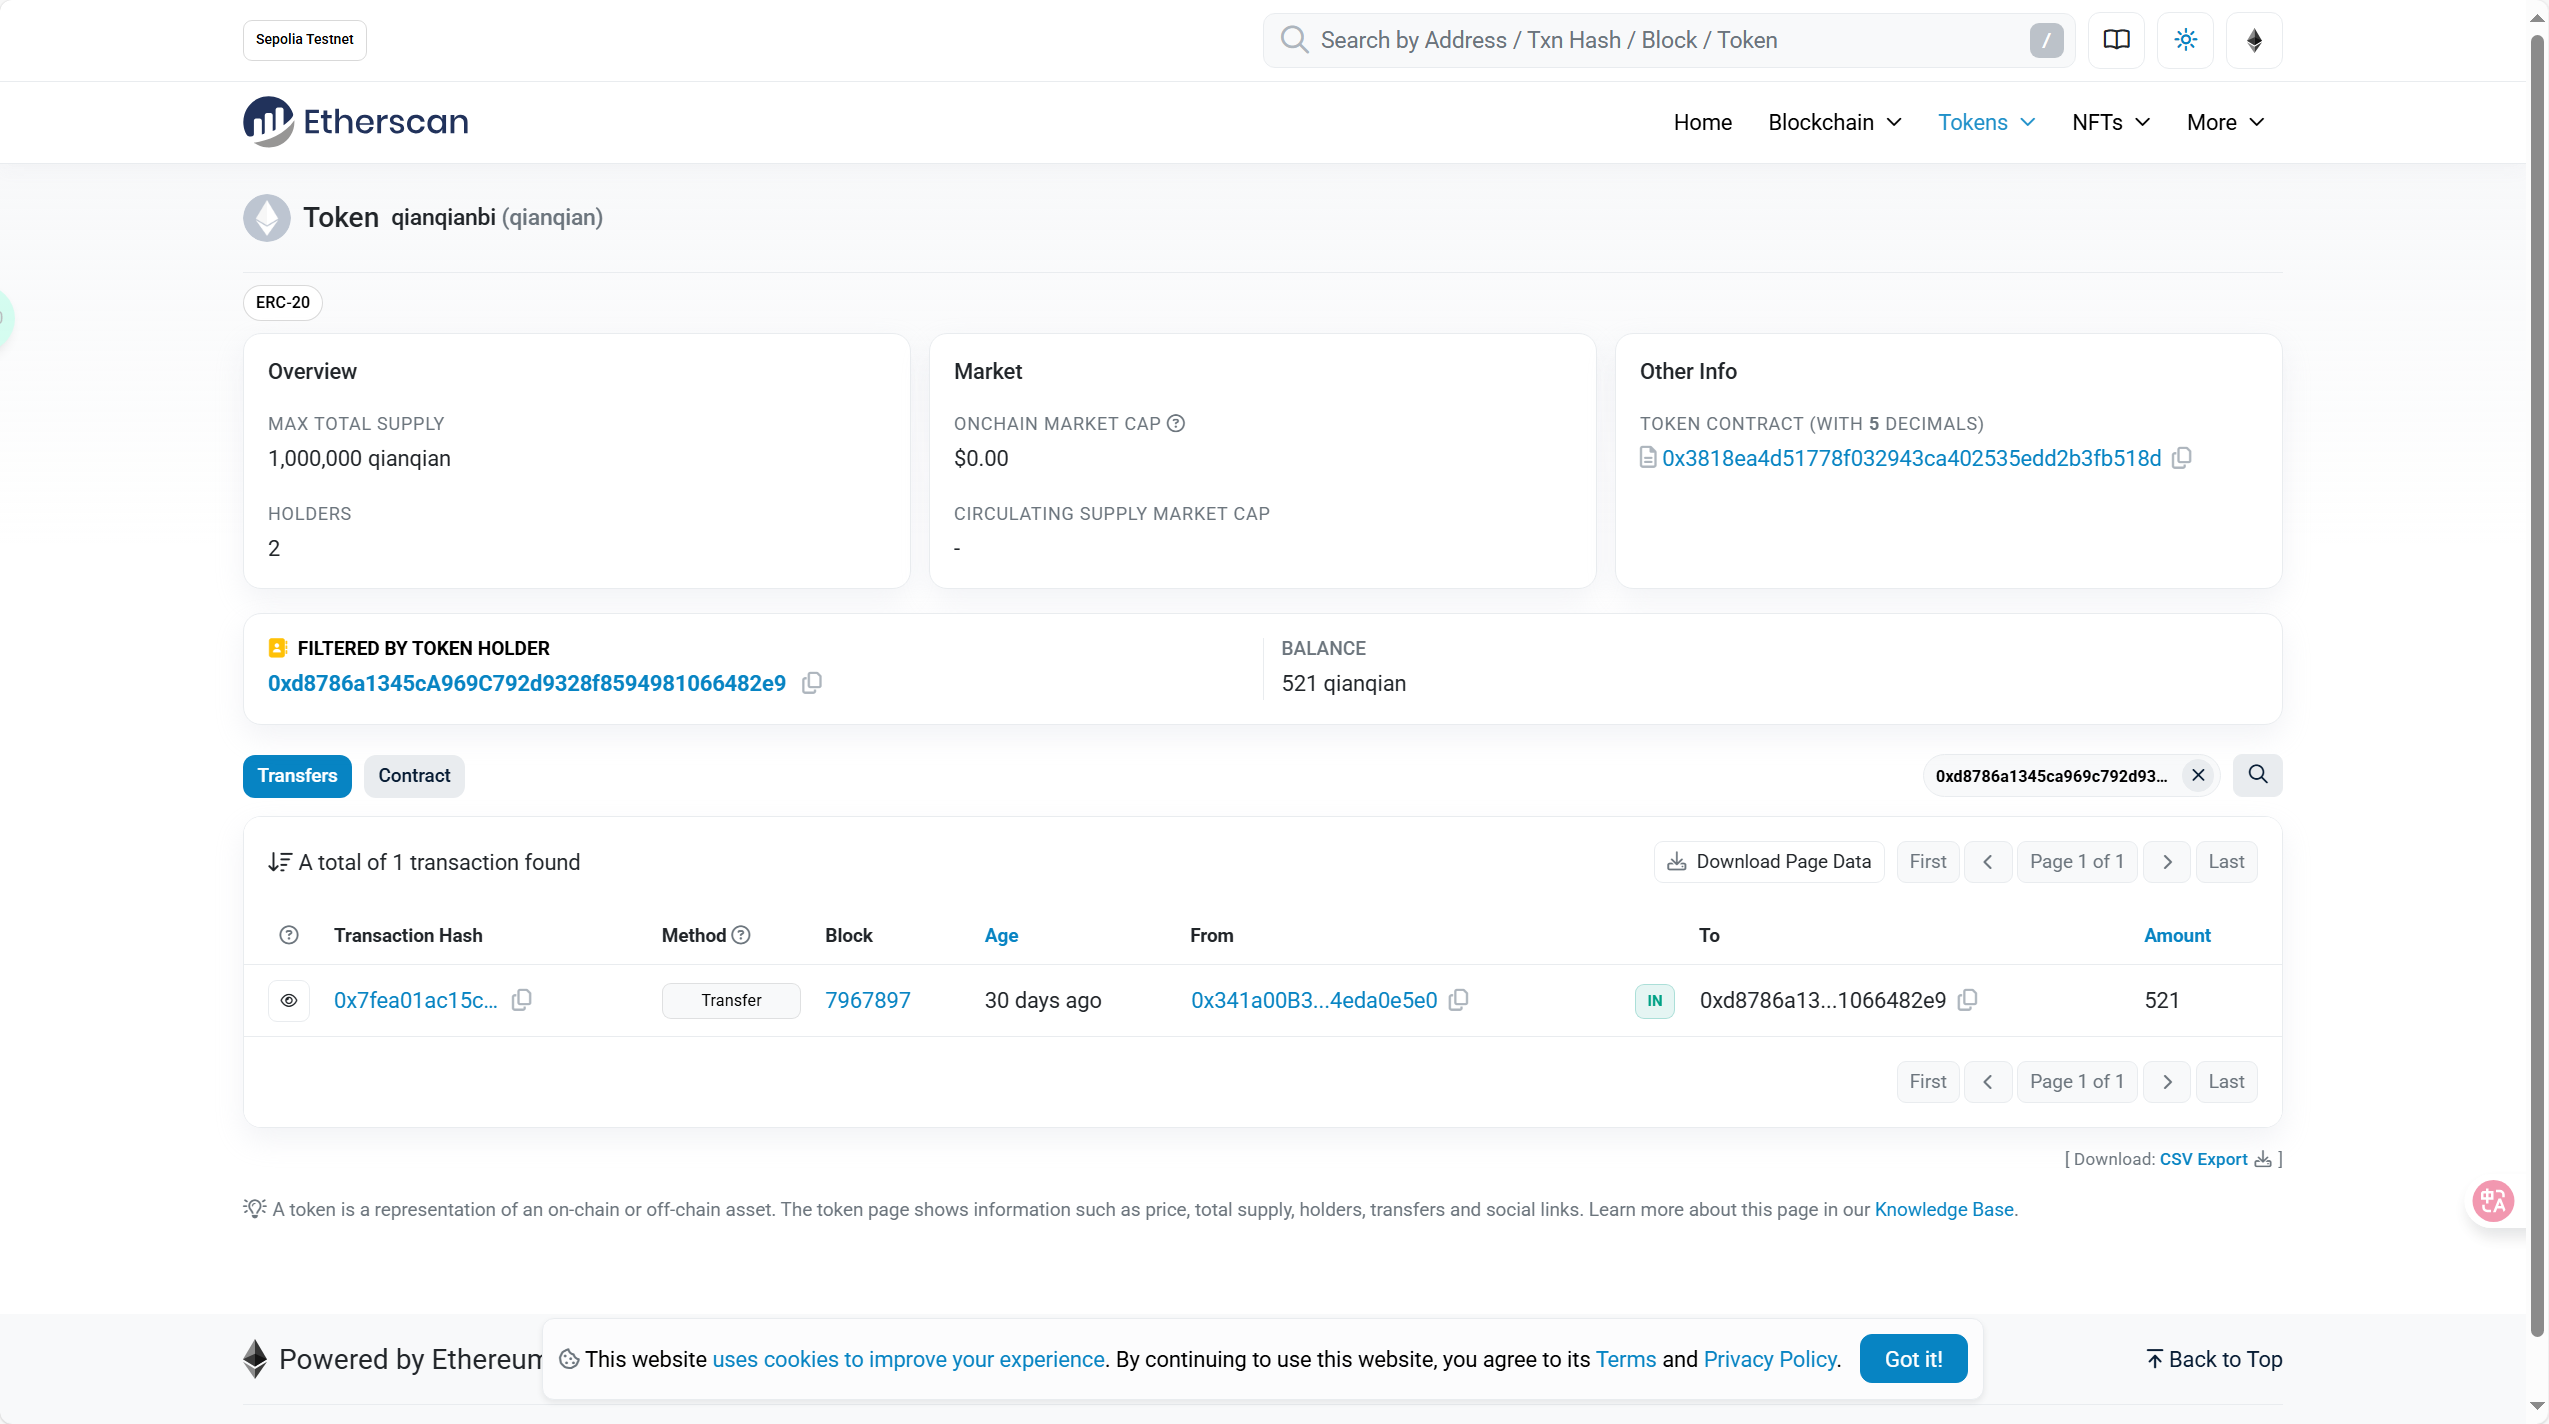 Sepolia Testnet
Search by Address / Txn Hash / Block / Token /
Etherscan
Home Blockchain Tokens NFTs More
Token qianqianbi (qianqian)
ERC-20
Overview
MAX TOTAL SUPPLY
1,000,000 qianqian
HOLDERS
2
Market
ONCHAIN MARKET CAP
$0.00
CIRCULATING SUPPLY MARKET CAP
-
Other Info
TOKEN CONTRACT (WITH 5 DECIMALS)
0x3818ea4d51778f032943ca402535edd2b3fb518d
FILTERED BY TOKEN HOLDER
0xd8786a1345cA969C792d9328f8594981066482e9
BALANCE
521 qianqian
Transfers Contract
0xd8786a1345ca969c792d93...
A total of 1 transaction found
Download Page Data First Page 1 of 1 Last
Transaction Hash Method Block Age From To Amount
0x7fea01ac15c... Transfer 7967897 30 days ago 0x341a00B3...4eda0e5e0 IN 0xd8786a13...1066482e9 521
First Page 1 of 1 Last
[ Download: CSV Export ]
A token is a representation of an on-chain or off-chain asset. The token page shows information such as price, total supply, holders, transfers and social links. Learn more about this page in our Knowledge Base.
中A
Powered by Ethereum
This website uses cookies to improve your experience. By continuing to use this website, you agree to its Terms and Privacy Policy.
Got it!
Back to Top